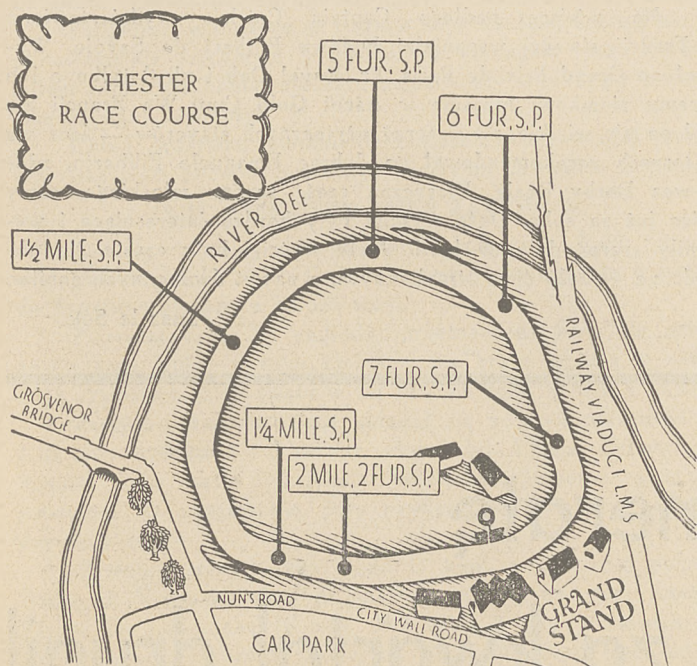 CHESTER
RACE COURSE
5 FUR, S.P.
6 FUR, S.P.
RIVER DEE
1½ MILE, S.P.
RAILWAY VIADUCT L.M.S
7 FUR, S.P.
GROSVENOR
BRIDGE
1¼ MILE, S.P.
2 MILE, 2 FUR, S.P.
NUN'S ROAD
CITY WALL ROAD
GRAND
STAND
CAR PARK